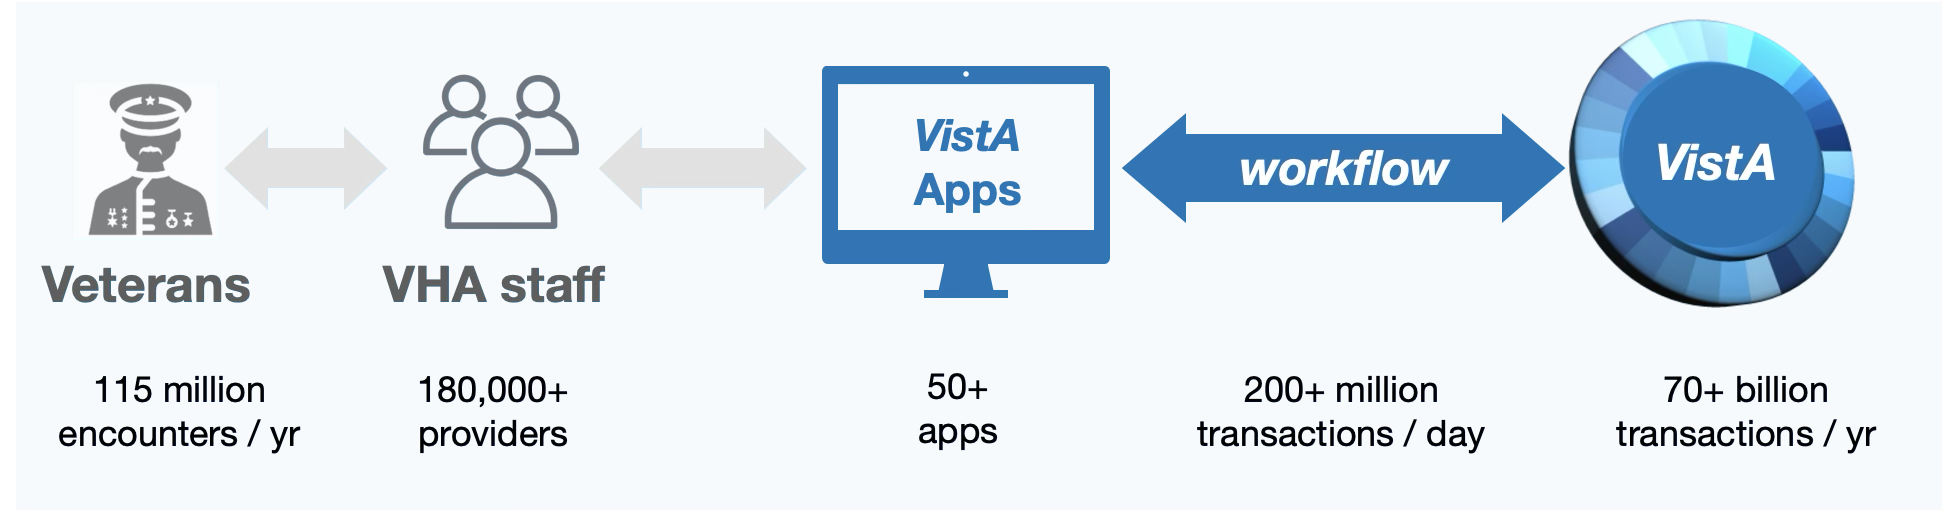 VistA
Apps
workflow
VistA
Veterans
VHA staff
115 million
encounters / yr
180,000+
providers
50+
apps
200+ million
transactions / day
70+ billion
transactions / yr